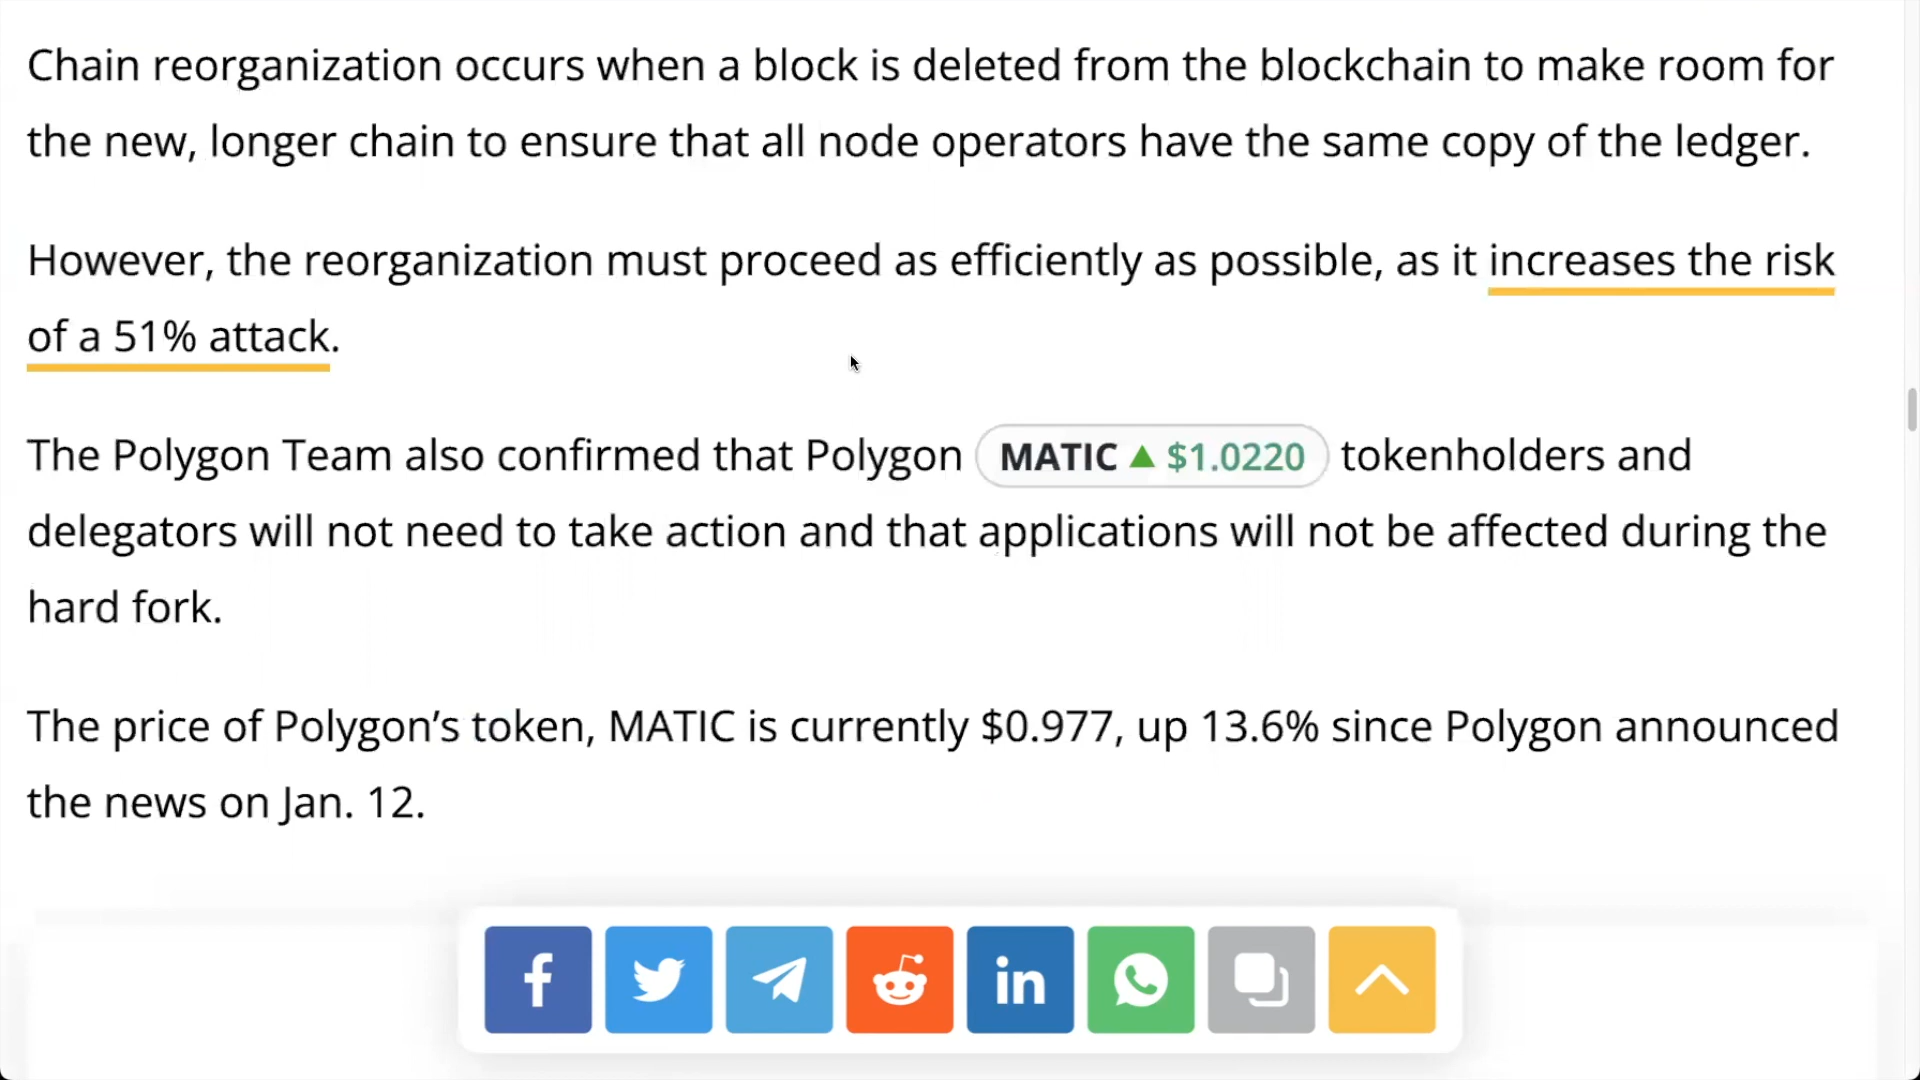 Chain reorganization occurs when a block is deleted from the blockchain to make room for
the new, longer chain to ensure that all node operators have the same copy of the ledger.
However, the reorganization must proceed as efficiently as possible, as it increases the risk
of a 51% attack.
The Polygon Team also confirmed that Polygon MATIC ▲ $1.0220 tokenholders and
delegators will not need to take action and that applications will not be affected during the
hard fork.
The price of Polygon’s token, MATIC is currently $0.977, up 13.6% since Polygon announced
the news on Jan. 12.